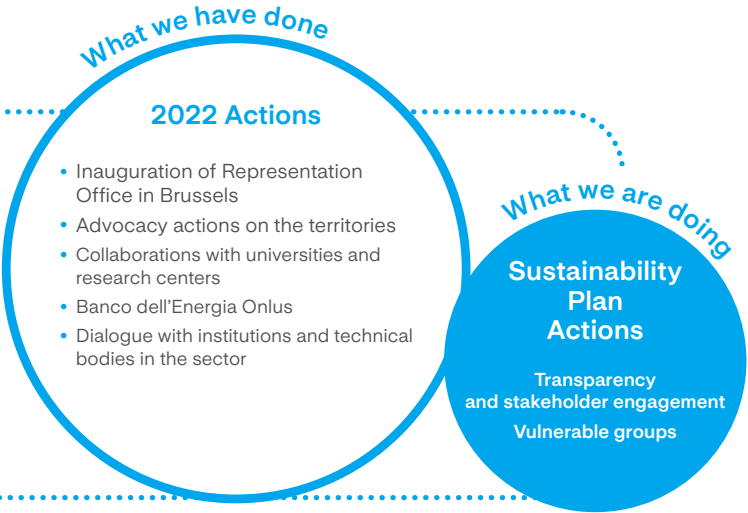 What we have done
2022 Actions
• Inauguration of Representation
Office in Brussels
• Advocacy actions on the territories
• Collaborations with universities and
research centers
• Banco dell'Energia Onlus
• Dialogue with institutions and technical
bodies in the sector
What we are doing
Sustainability
Plan
Actions
Transparency
and stakeholder engagement
Vulnerable groups